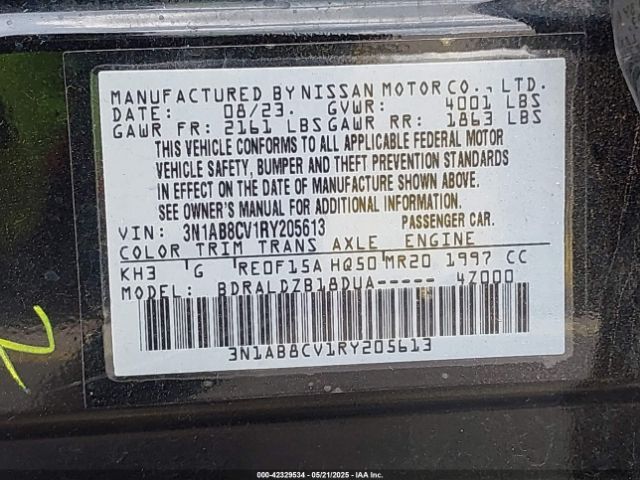 MANUFACTURED BY NISSAN MOTOR CO., LTD.
DATE: 08/23. GVWR: 4001 LBS
GAWR FR: 2161 LBS GAWR RR: 1863 LBS
THIS VEHICLE CONFORMS TO ALL APPLICABLE FEDERAL MOTOR
VEHICLE SAFETY, BUMPER AND THEFT PREVENTION STANDARDS
IN EFFECT ON THE DATE OF MANUFACTURE SHOWN ABOVE.
SEE OWNER'S MANUAL FOR ADDITIONAL INFORMATION.
VIN: 3N1AB8CV1RY205613 PASSENGER CAR.
COLOR TRIM TRANS AXLE ENGINE
KH3 G RE0F15A HQ50 MR20 1997 CC
MODEL: BDRALDZB18DUA----- 4Z000
3N1AB8CV1RY205613
000-42329534 - 05/21/2025 - IAA Inc.